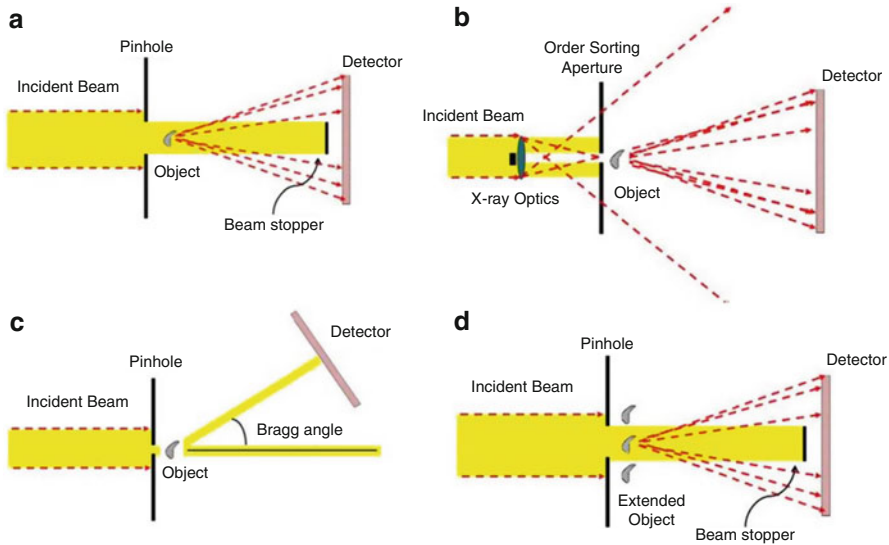 a
Pinhole
Incident Beam
Detector
Object
Beam stopper
b
Order Sorting
Aperture
Detector
Incident Beam
Object
X-ray Optics
c
Detector
Pinhole
Incident Beam
Bragg angle
Object
d
Pinhole
Detector
Incident Beam
Extended
Object
Beam stopper